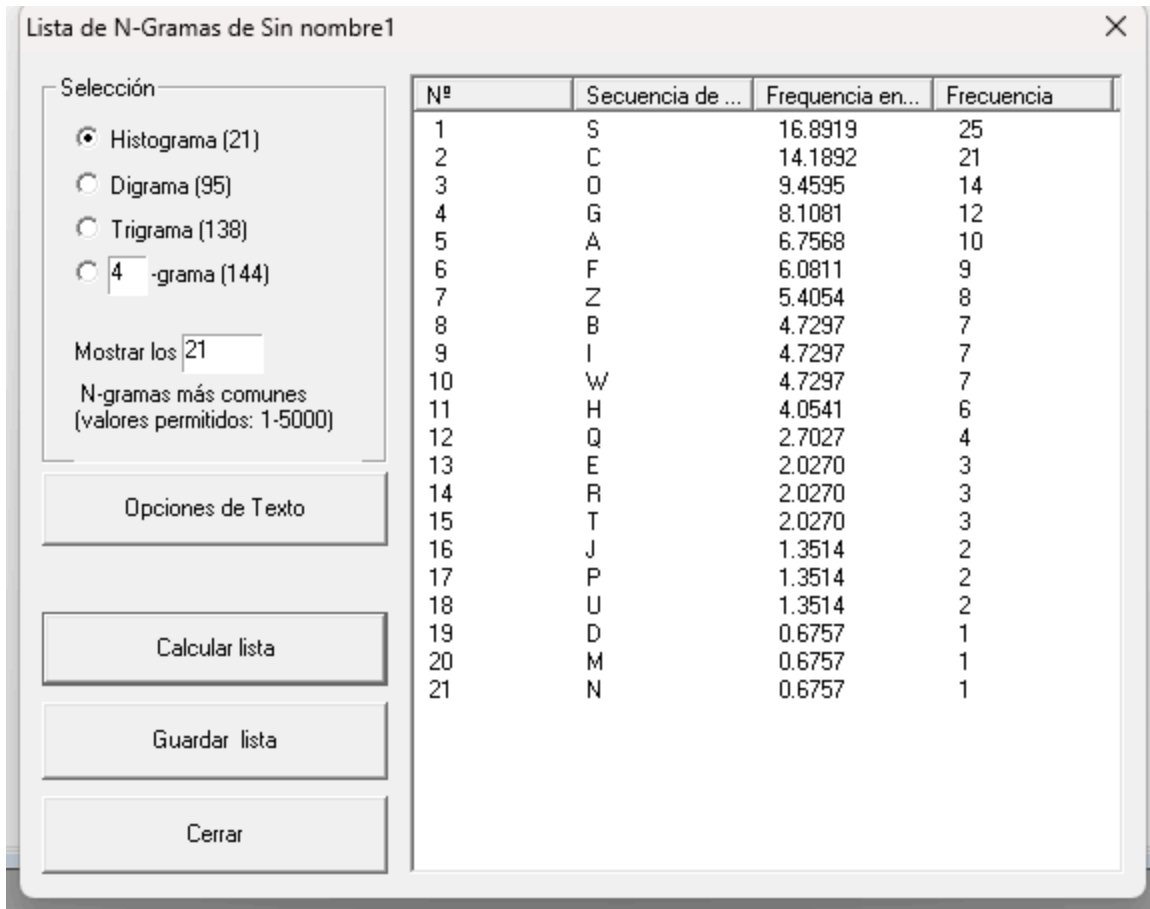 Lista de N-Gramas de Sin nombre1
Selección
Histograma (21)
Digrama (95)
Trigrama (138)
4 -grama (144)
Mostrar los 21
N-gramas más comunes
(valores permitidos: 1-5000)
Opciones de Texto
Calcular lista
Guardar lista
Cerrar
Nº Secuencia de ... Frequencia en... Frecuencia
1 S 16.8919 25
2 C 14.1892 21
3 O 9.4595 14
4 G 8.1081 12
5 A 6.7568 10
6 F 6.0811 9
7 Z 5.4054 8
8 B 4.7297 7
9 I 4.7297 7
10 W 4.7297 7
11 H 4.0541 6
12 Q 2.7027 4
13 E 2.0270 3
14 R 2.0270 3
15 T 2.0270 3
16 J 1.3514 2
17 P 1.3514 2
18 U 1.3514 2
19 D 0.6757 1
20 M 0.6757 1
21 N 0.6757 1